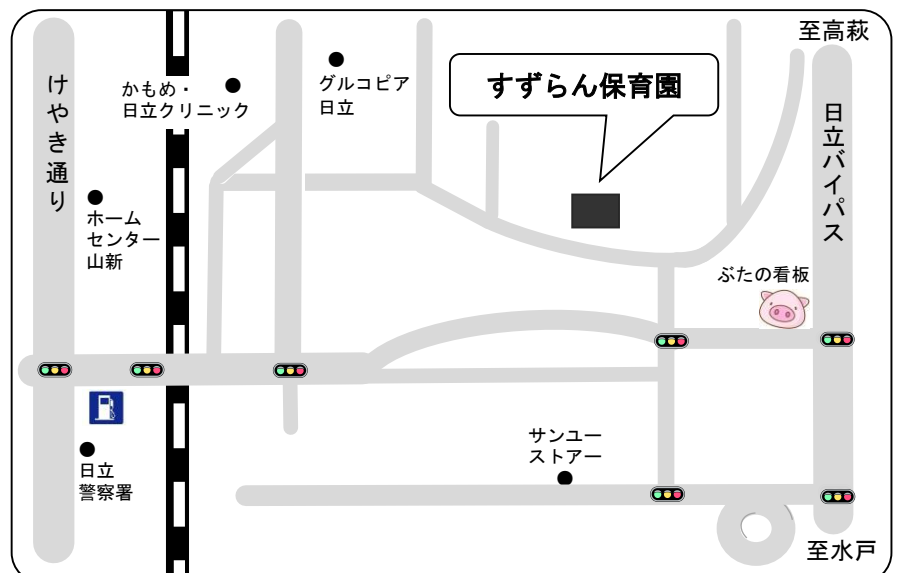 至高萩
けやき通り
かもめ・
日立クリニック
グルコピア
日立
すずらん保育園
日立バイパス
ホーム
センター
山新
ぶたの看板
サンユー
ストアー
日立
警察署
至水戸